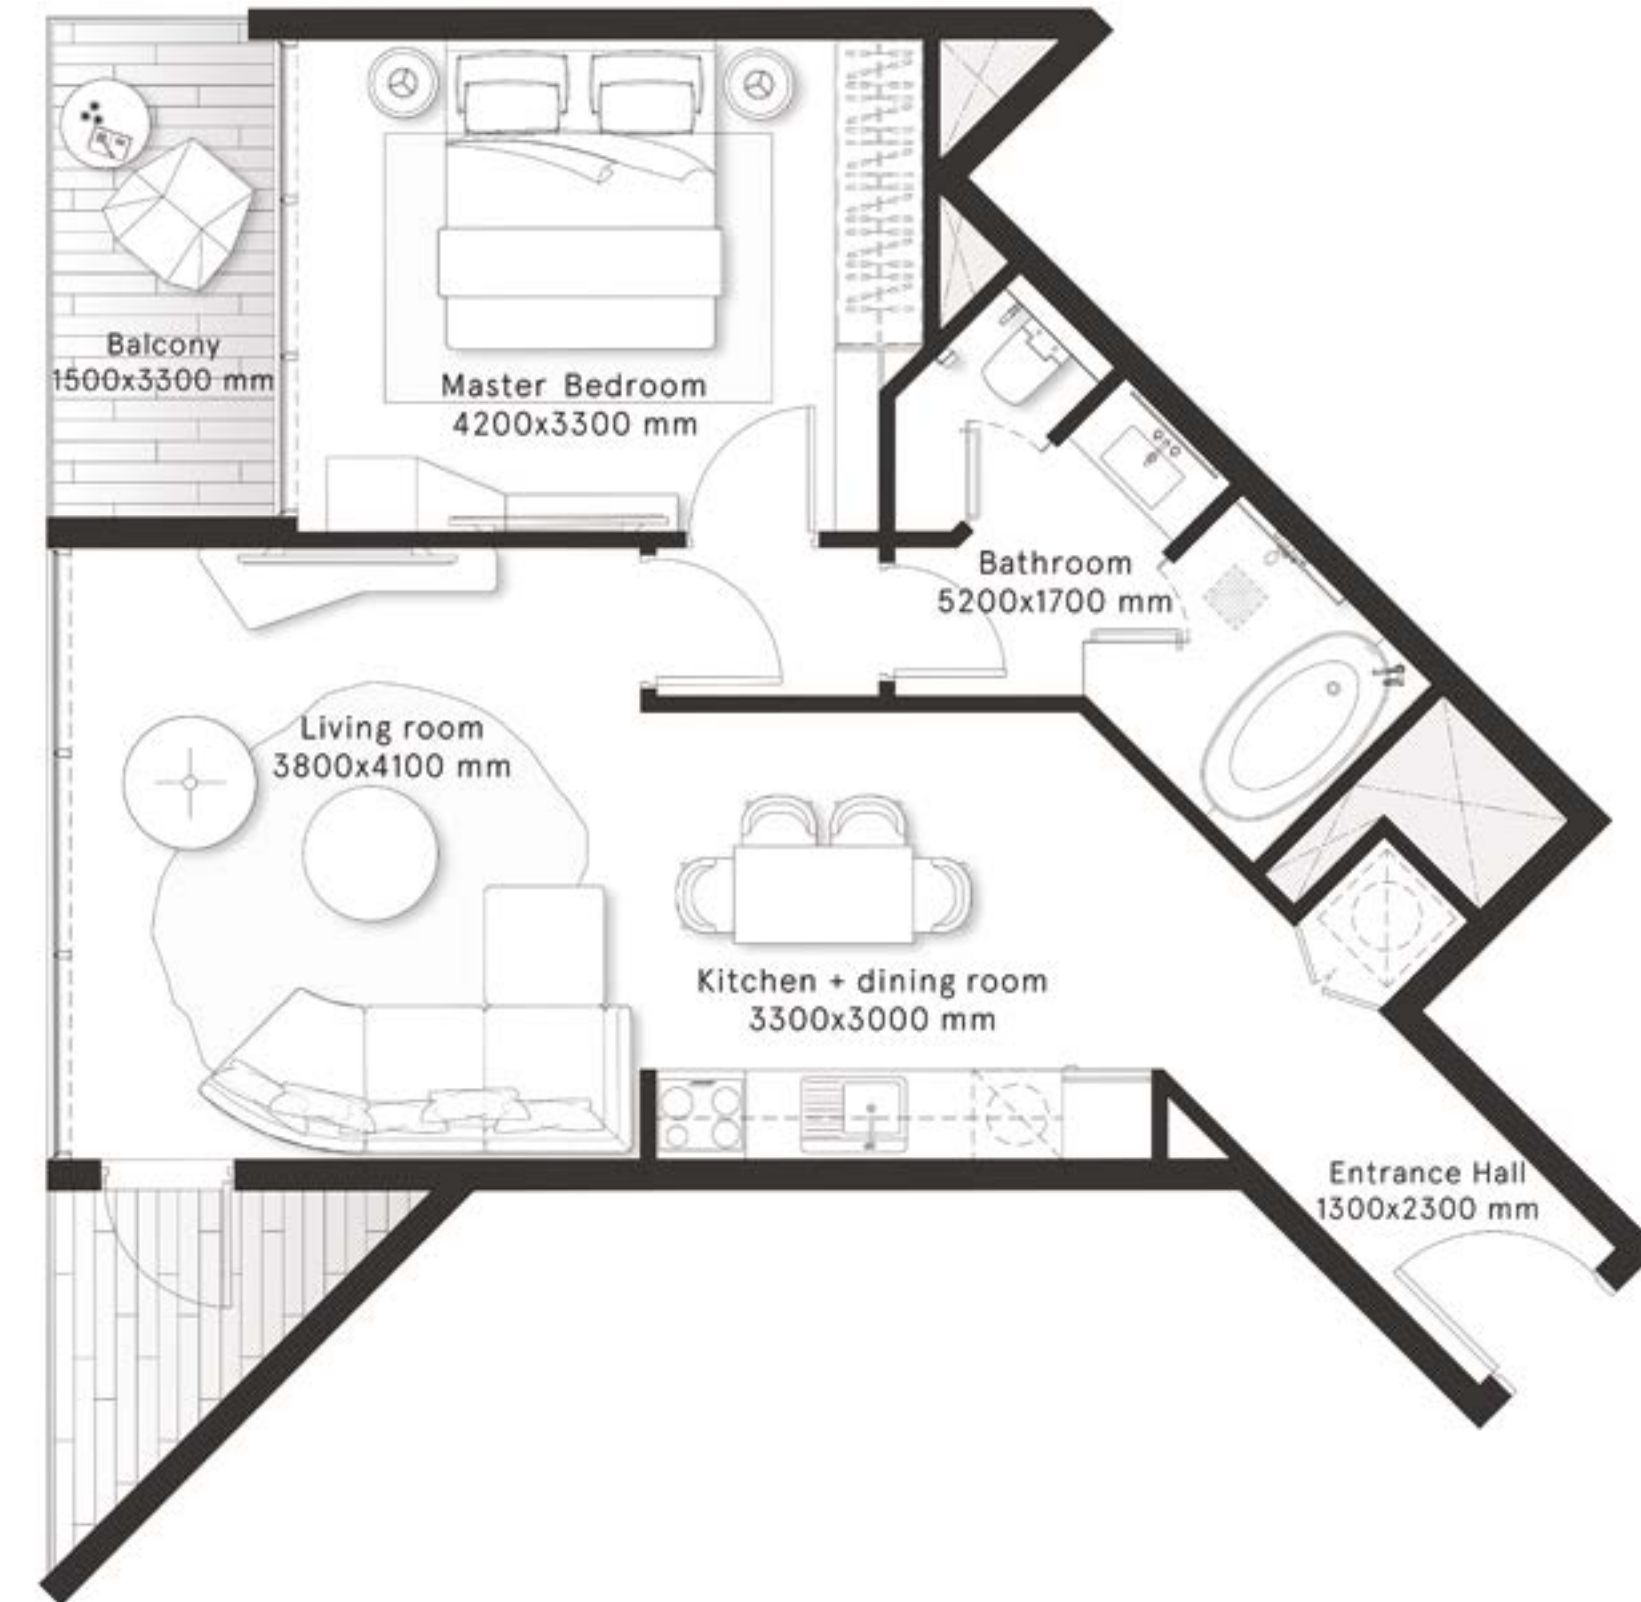 Balcony
1500x3300 mm
Master Bedroom
4200x3300 mm
Bathroom
5200x1700 mm
Living room
3800x4100 mm
Kitchen + dining room
3300x3000 mm
Entrance Hall
1300x2300 mm